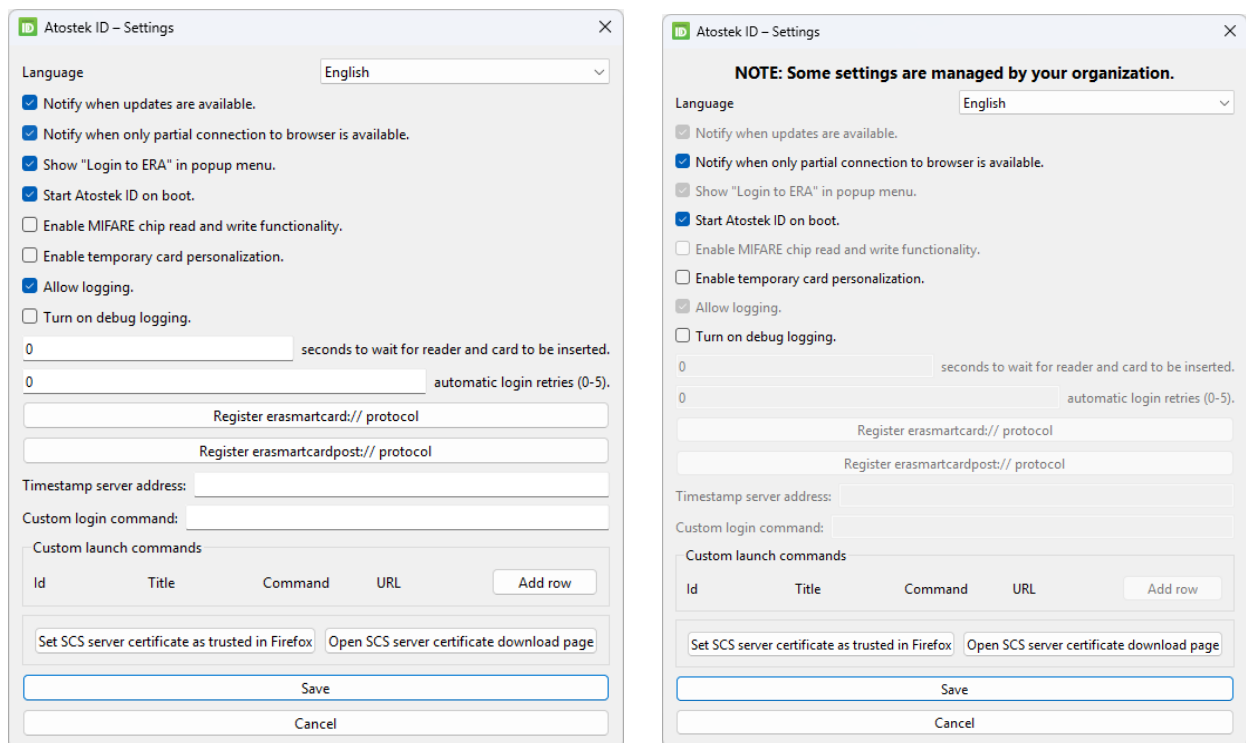 ID Atostek ID – Settings
Language English
Notify when updates are available.
Notify when only partial connection to browser is available.
Show "Login to ERA" in popup menu.
Start Atostek ID on boot.
Enable MIFARE chip read and write functionality.
Enable temporary card personalization.
Allow logging.
Turn on debug logging.
0 seconds to wait for reader and card to be inserted.
0 automatic login retries (0-5).
Register erasmartcard:// protocol
Register erasmartcardpost:// protocol
Timestamp server address:
Custom login command:
Custom launch commands
Id Title Command URL Add row
Set SCS server certificate as trusted in Firefox Open SCS server certificate download page
Save
Cancel
ID Atostek ID – Settings
NOTE: Some settings are managed by your organization.
Language English
Notify when updates are available.
Notify when only partial connection to browser is available.
Show "Login to ERA" in popup menu.
Start Atostek ID on boot.
Enable MIFARE chip read and write functionality.
Enable temporary card personalization.
Allow logging.
Turn on debug logging.
0 seconds to wait for reader and card to be inserted.
0 automatic login retries (0-5).
Register erasmartcard:// protocol
Register erasmartcardpost:// protocol
Timestamp server address:
Custom login command:
Custom launch commands
Id Title Command URL Add row
Set SCS server certificate as trusted in Firefox Open SCS server certificate download page
Save
Cancel